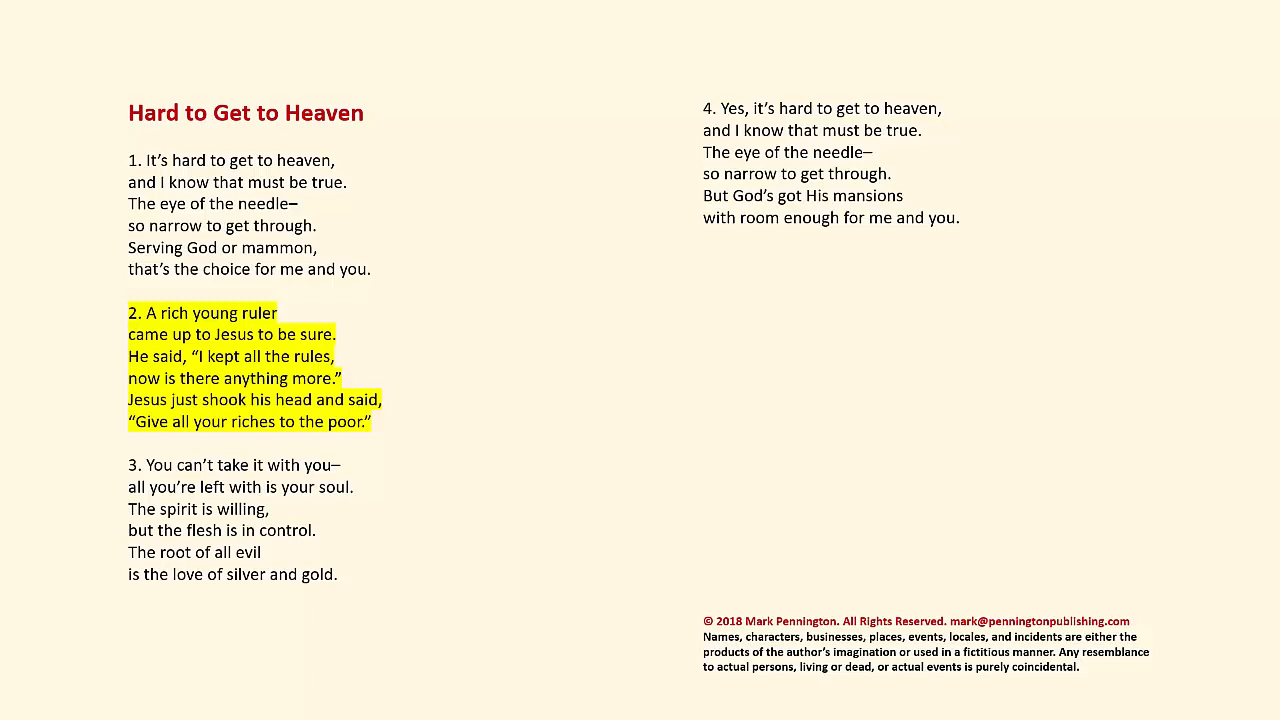 Hard to Get to Heaven
1. It’s hard to get to heaven,
and I know that must be true.
The eye of the needle–
so narrow to get through.
Serving God or mammon,
that’s the choice for me and you.
2. A rich young ruler
came up to Jesus to be sure.
He said, “I kept all the rules,
now is there anything more.”
Jesus just shook his head and said,
“Give all your riches to the poor.”
3. You can’t take it with you–
all you’re left with is your soul.
The spirit is willing,
but the flesh is in control.
The root of all evil
is the love of silver and gold.
4. Yes, it’s hard to get to heaven,
and I know that must be true.
The eye of the needle–
so narrow to get through.
But God’s got His mansions
with room enough for me and you.
© 2018 Mark Pennington. All Rights Reserved. mark@penningtonpublishing.com
Names, characters, businesses, places, events, locales, and incidents are either the
products of the author’s imagination or used in a fictitious manner. Any resemblance
to actual persons, living or dead, or actual events is purely coincidental.